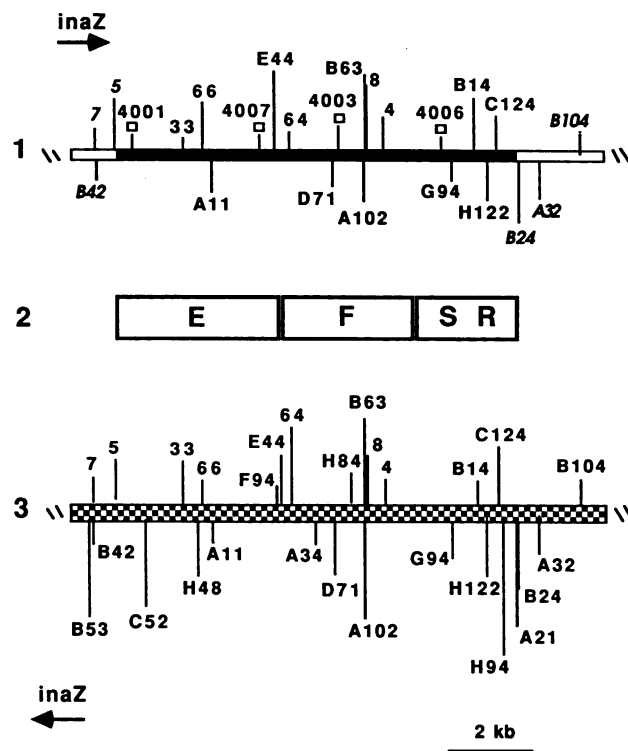 inaZ
E44 B63
5 66 8 B14
7 4001 4007 4003 4006 C124
33 64 4 B104
1
B42 A11 D71 G94
A102 H122 A32
B24
2 E F S R
B63
64 C124
5 33 E44 8
7 66 F94 H84 4 B14 B104
3
B42 A11 A34 G94 A32
H48 D71 H122 B24
B53 C52 A102 A21
H94
inaZ
2 kb